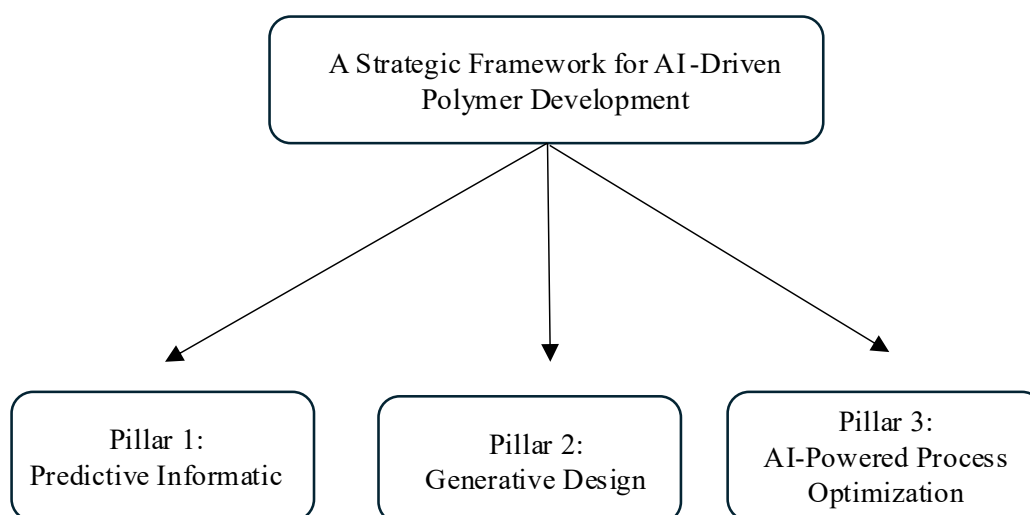 A Strategic Framework for AI-Driven
Polymer Development
Pillar 1:
Predictive Informatic
Pillar 2:
Generative Design
Pillar 3:
AI-Powered Process
Optimization